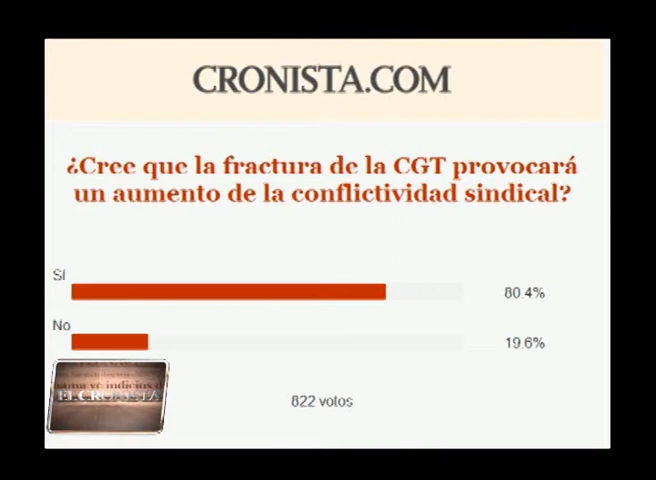 CRONISTA.COM
¿Cree que la fractura de la CGT provocará
un aumento de la conflictividad sindical?
Sí
80.4%
No
19.6%
indicios
EL CRONISTA
822 votos